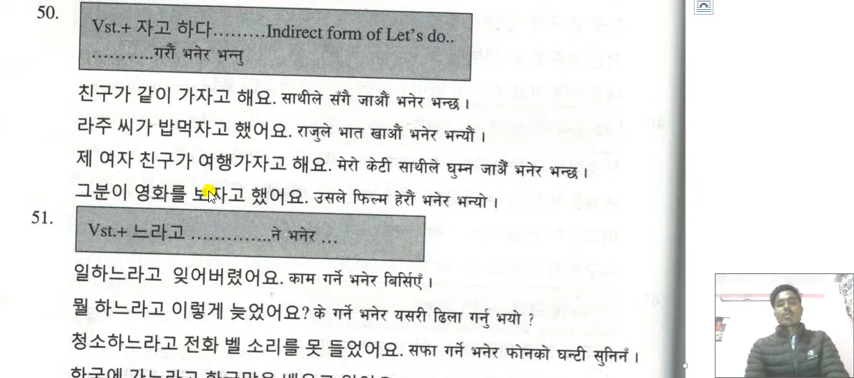 50.
Vst.+ 자고 하다.........Indirect form of Let's do..
...........गरौं भनेर भन्नु
친구가 같이 가자고 해요. साथीले संगै जाऔं भनेर भन्छ ।
라주 씨가 밥먹자고 했어요. राजुले भात खाऔं भनेर भन्यौं ।
제 여자 친구가 여행가자고 해요. मेरो केटी साथीले घुम्न जाऔं भनेर भन्छ ।
그분이 영화를 보자고 했어요. उसले फिल्म हेरौं भनेर भन्यो ।
51.
Vst.+ 느라고 ..............ने भनेर ...
일하느라고 잊어버렸어요. काम गर्ने भनेर बिर्सिएँ ।
뭘 하느라고 이렇게 늦었어요? के गर्ने भनेर यसरी ढिला गर्नु भयो ?
청소하느라고 전화 벨 소리를 못 들었어요. सफा गर्ने भनेर फोनको घन्टी सुनिनँ ।